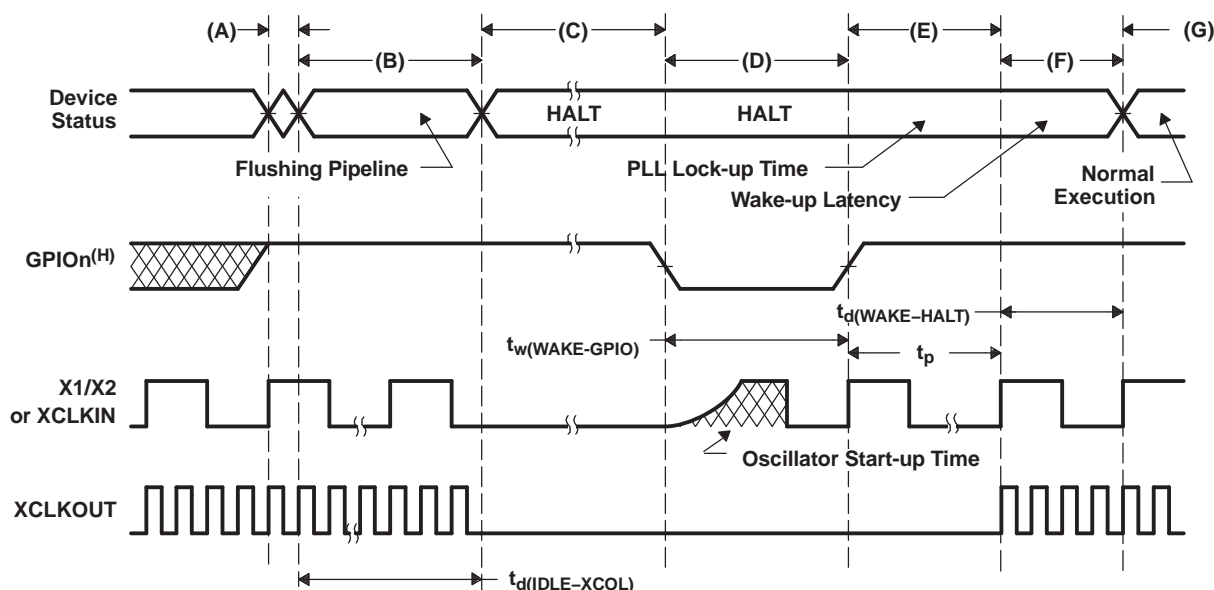 (A)
(C)
(E)
(G)
(B)
(D)
(F)
Device
Status
HALT
HALT
Flushing Pipeline
PLL Lock-up Time
Wake-up Latency
Normal
Execution
GPIOn(H)
td(WAKE−HALT)
tw(WAKE-GPIO)
tp
X1/X2
or XCLKIN
Oscillator Start-up Time
XCLKOUT
td(IDLE−XCOL)